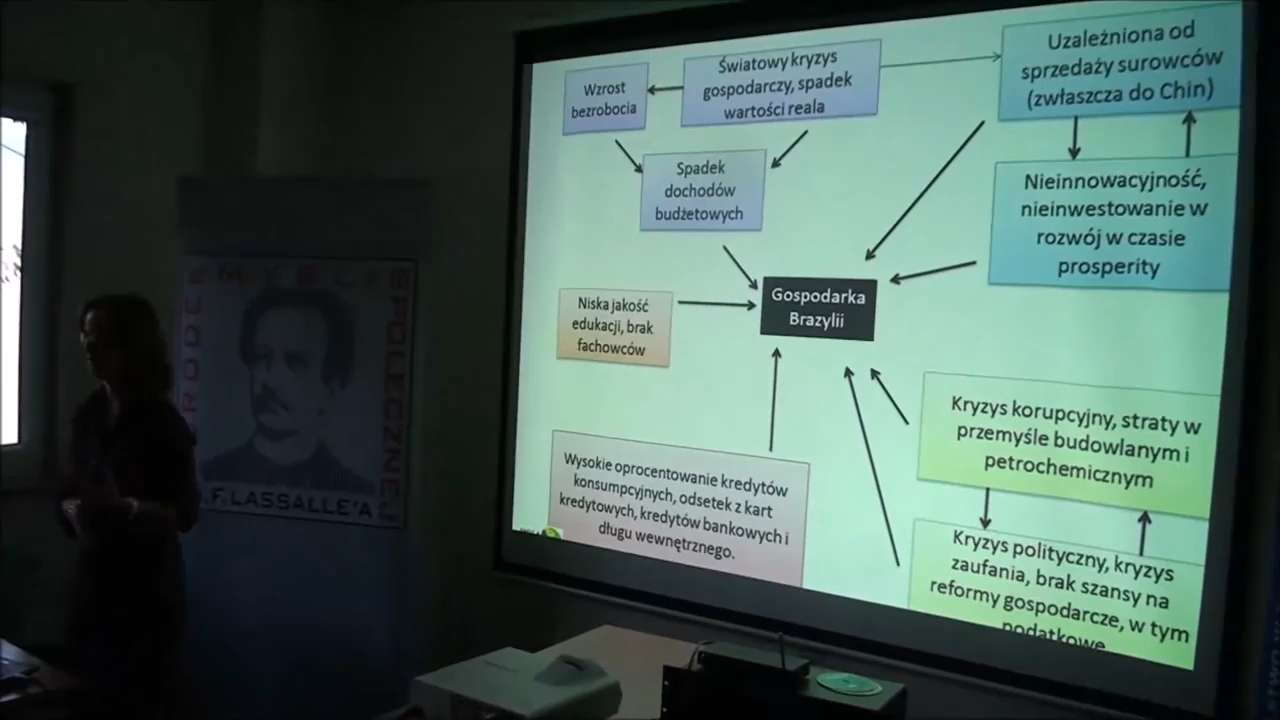 Wzrost
bezrobocia
Światowy kryzys
gospodarczy, spadek
wartości reala
Uzależniona od
sprzedaży surowców
(zwłaszcza do Chin)
Spadek
dochodów
budżetowych
Nieinnowacyjność,
nieinwestowanie w
rozwój w czasie
prosperity
Gospodarka
Brazylii
Niska jakość
edukacji, brak
fachowców
Kryzys korupcyjny, straty w
przemyśle budowlanym i
petrochemicznym
Wysokie oprocentowanie kredytów
konsumpcyjnych, odsetek z kart
kredytowych, kredytów bankowych i
długu wewnętrznego.
Kryzys polityczny, kryzys
zaufania, brak szansy na
reformy gospodarcze, w tym
podatkowe
MYŚLI
SPOŁECZNEJ
F. LASSALLE'A